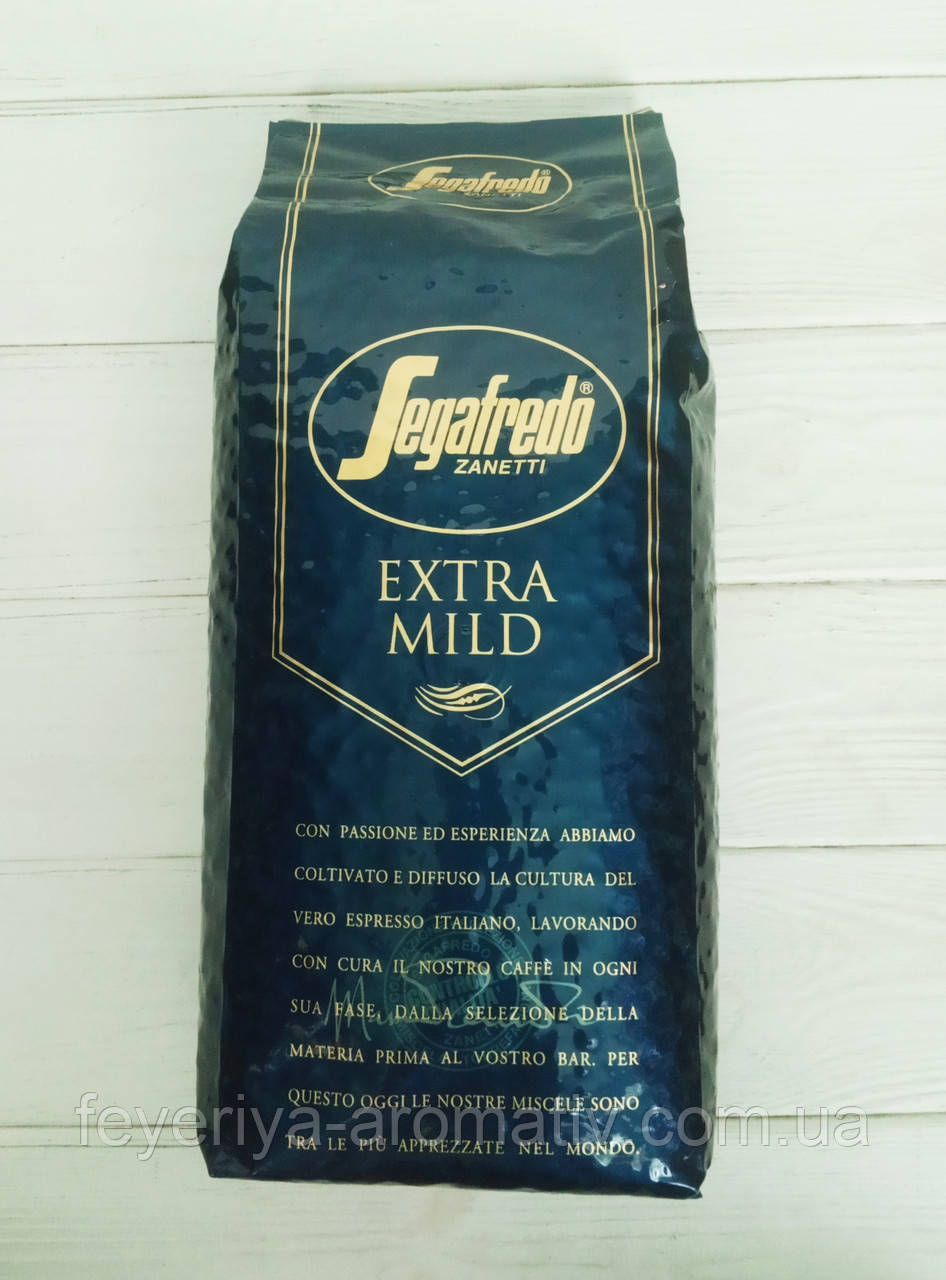 Segafredo®
ZANETTI
Segafredo®
ZANETTI
EXTRA
MILD
CON PASSIONE ED ESPERIENZA ABBIAMO
COLTIVATO E DIFFUSO LA CULTURA DEL
VERO ESPRESSO ITALIANO, LAVORANDO
CON CURA IL NOSTRO CAFFÈ IN OGNI
SUA FASE, DALLA SELEZIONE DELLA
MATERIA PRIMA AL VOSTRO BAR. PER
QUESTO OGGI LE NOSTRE MISCELE SONO
TRA LE PIÙ APPREZZATE NEL MONDO.
feyeriya-aromativ.com.ua